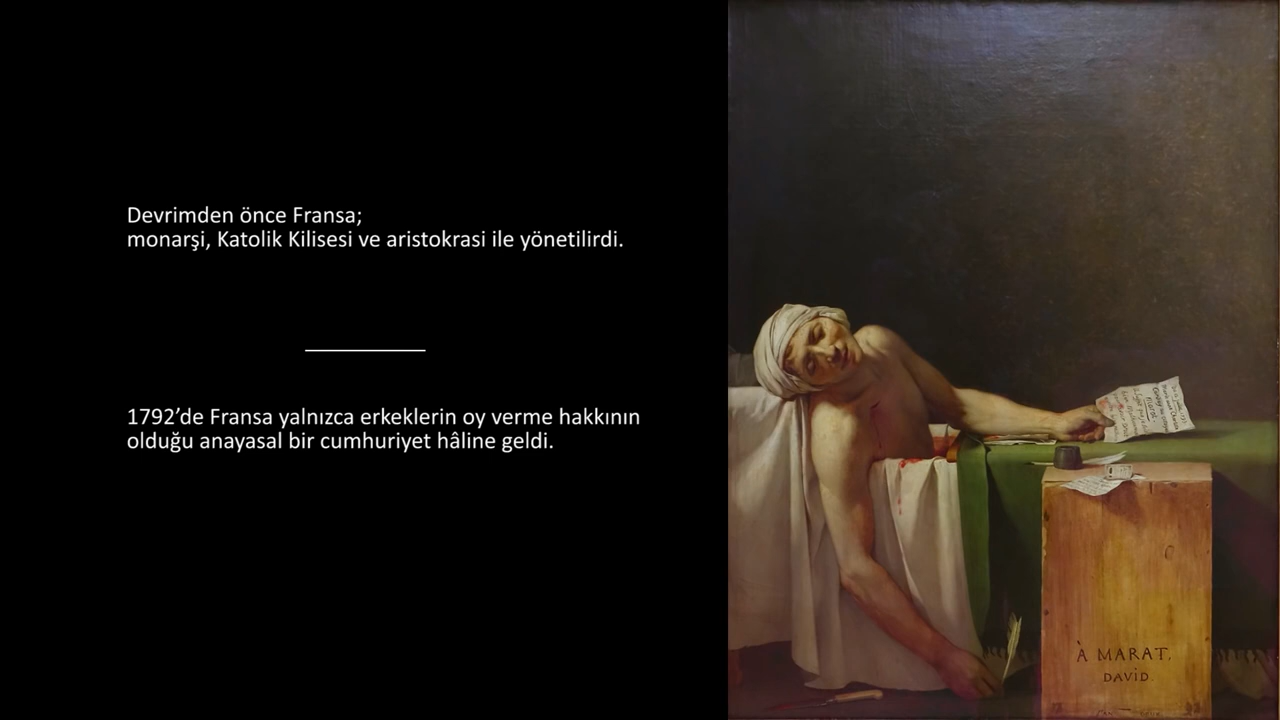 Devrimden önce Fransa;
monarşi, Katolik Kilisesi ve aristokrasi ile yönetilirdi.
1792’de Fransa yalnızca erkeklerin oy verme hakkının
olduğu anayasal bir cumhuriyet hâline geldi.
À MARAT,
DAVID